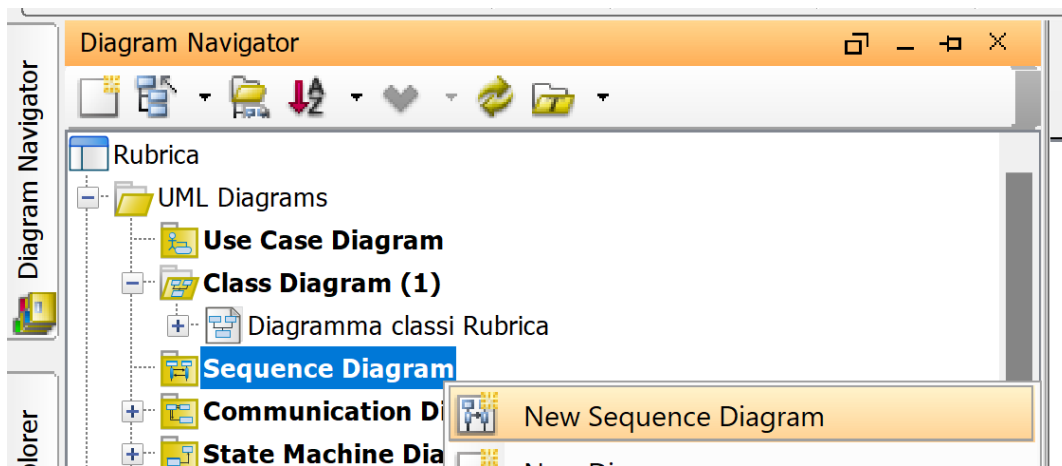 Diagram Navigator
Diagram Navigator
Rubrica
UML Diagrams
Use Case Diagram
Class Diagram (1)
Diagramma classi Rubrica
Sequence Diagram
New Sequence Diagram
Communication Di
State Machine Dia